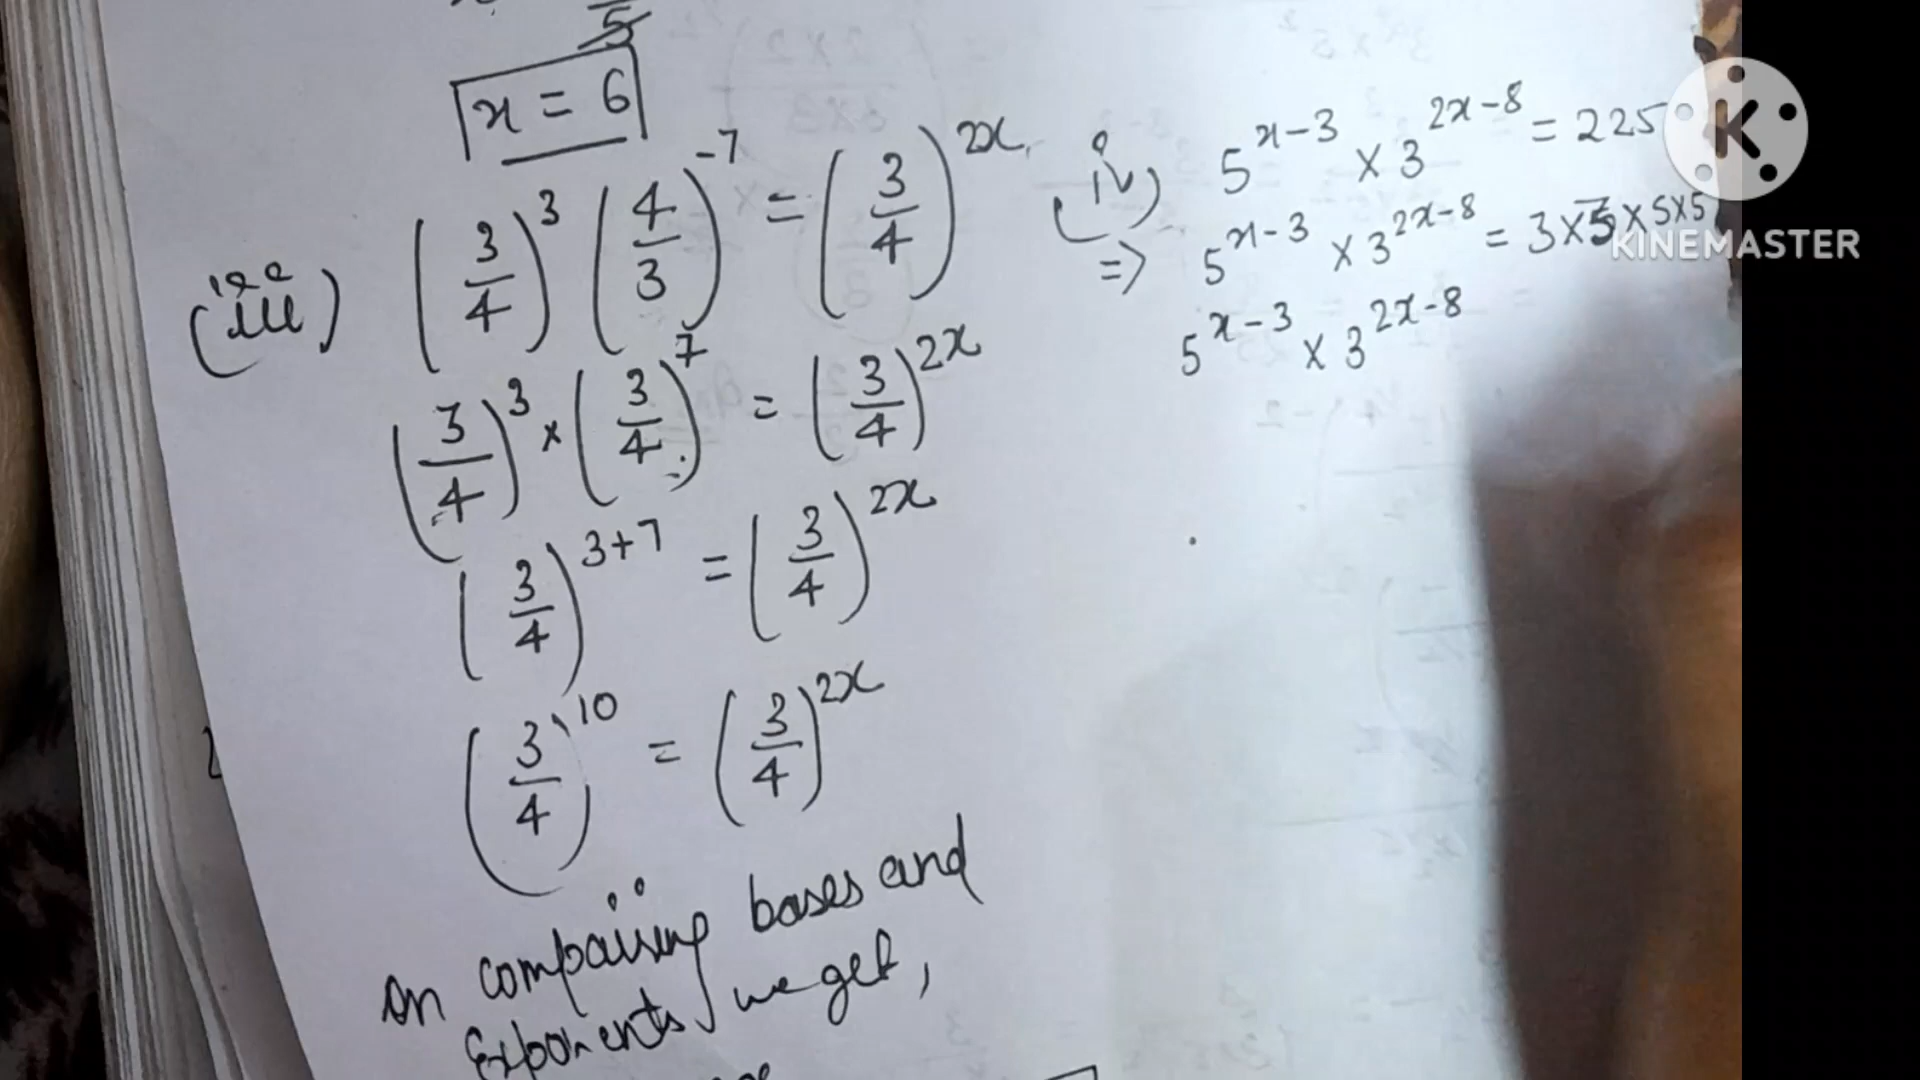 x = 6
(iii) (3/4)^3 (4/3)^-7 = (3/4)^2x
(3/4)^3 × (3/4)^7 = (3/4)^2x
(3/4)^3+7 = (3/4)^2x
(3/4)^10 = (3/4)^2x
on compairing bases and
Exponents we get,
(iv) 5^x-3 × 3^2x-8 = 225
=> 5^x-3 × 3^2x-8 = 3×3×5×5
5^x-3 × 3^2x-8
KINEMASTER